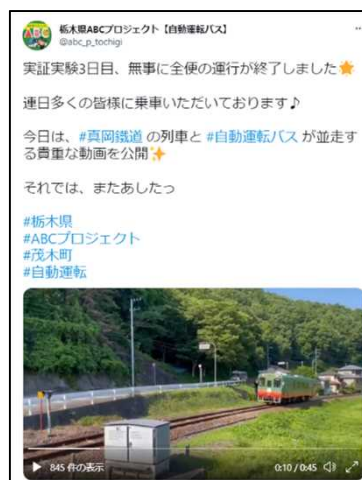 栃木県ABCプロジェクト【自動運転バス】
@abc_p_tochigi
実証実験3日目、無事に全便の運行が終了しました
連日多くの皆様に乗車いただいております♪
今日は、#真岡鐵道 の列車と #自動運転バス が並走す
る貴重な動画を公開✨
それでは、またあしたっ
#栃木県
#ABCプロジェクト
#茂木町
#自動運転
845 件の表示
0:10 / 0:45